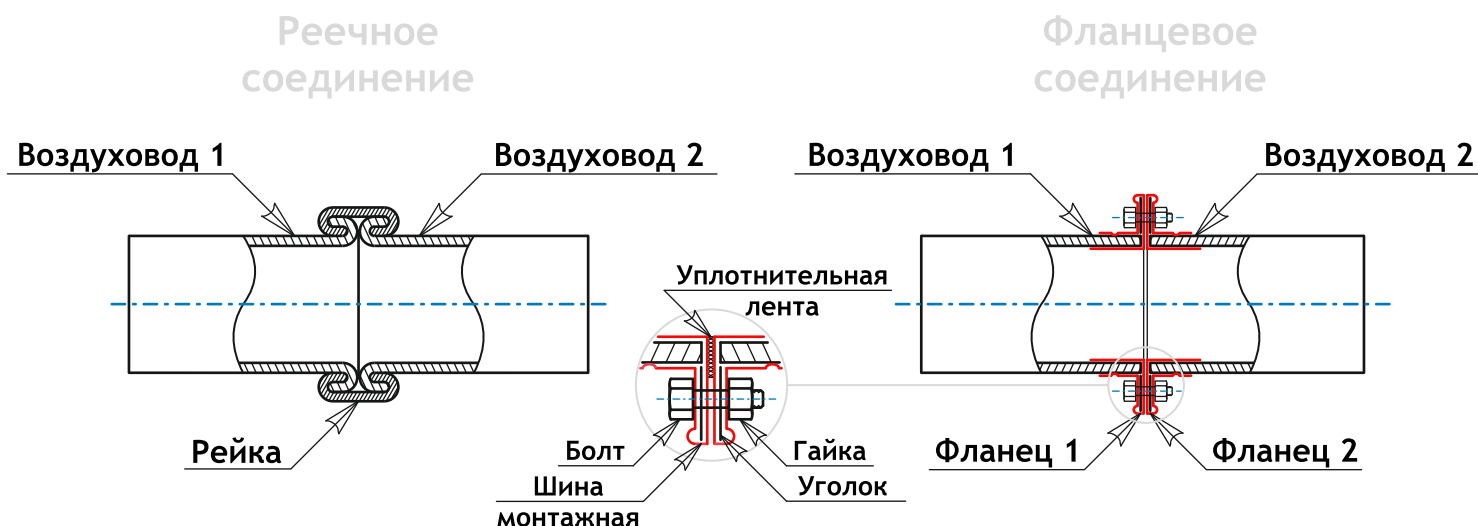 Реечное
соединение
Фланцевое
соединение
Воздуховод 1
Воздуховод 2
Воздуховод 1
Воздуховод 2
Уплотнительная
лента
Рейка
Болт
Гайка
Фланец 1
Фланец 2
Шина
монтажная
Уголок